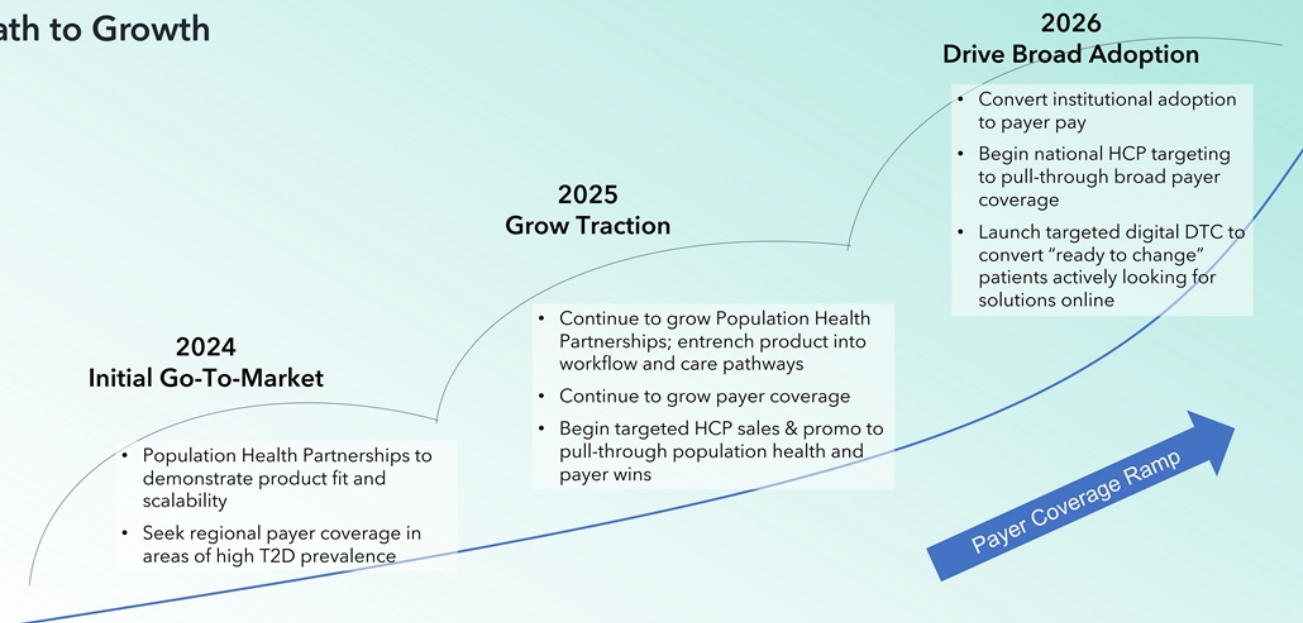 ath to Growth
2024
Initial Go-To-Market
• Population Health Partnerships to
demonstrate product fit and
scalability
• Seek regional payer coverage in
areas of high T2D prevalence
2025
Grow Traction
• Continue to grow Population Health
Partnerships; entrench product into
workflow and care pathways
• Continue to grow payer coverage
• Begin targeted HCP sales & promo to
pull-through population health and
payer wins
2026
Drive Broad Adoption
• Convert institutional adoption
to payer pay
• Begin national HCP targeting
to pull-through broad payer
coverage
• Launch targeted digital DTC to
convert “ready to change”
patients actively looking for
solutions online
Payer Coverage Ramp